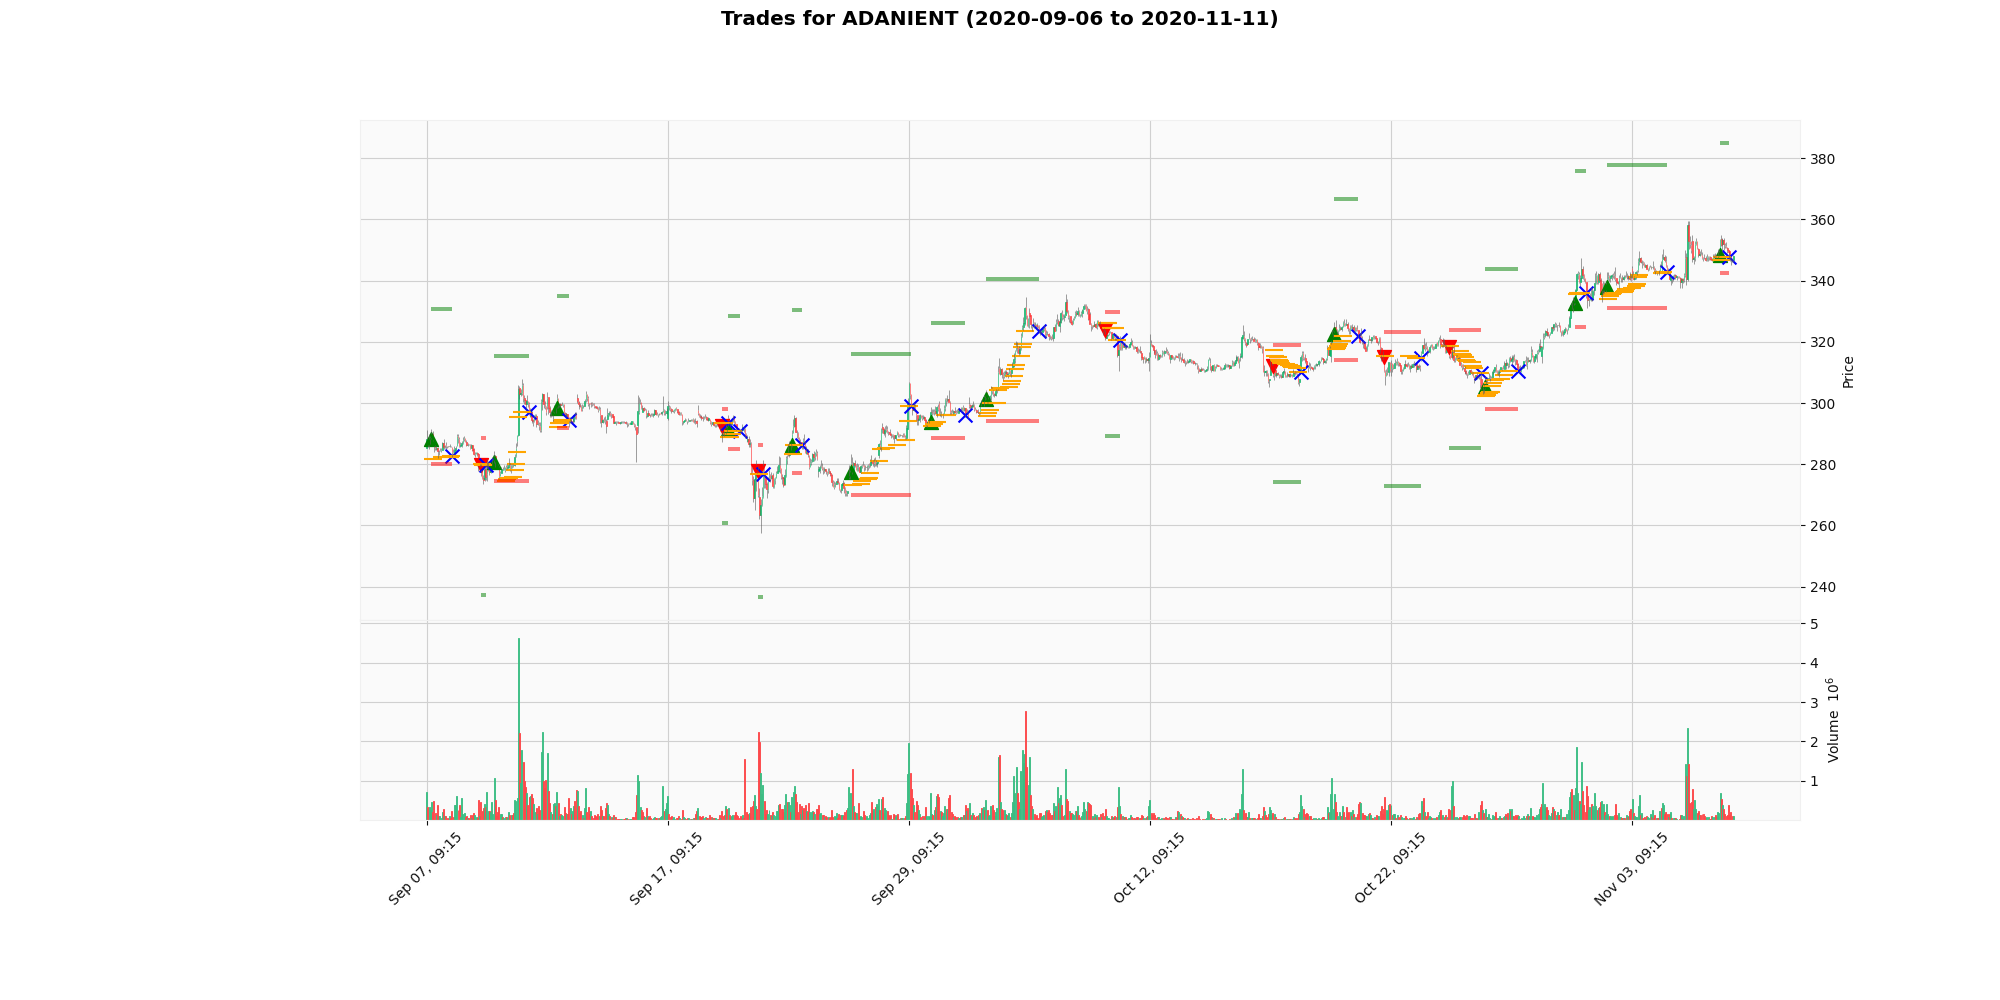 Trades for ADANIENT (2020-09-06 to 2020-11-11)
380
360
340
320
300
280
260
240
Price
5
4
3
2
1
Volume 10⁶
Sep 07, 09:15
Sep 17, 09:15
Sep 29, 09:15
Oct 12, 09:15
Oct 22, 09:15
Nov 03, 09:15